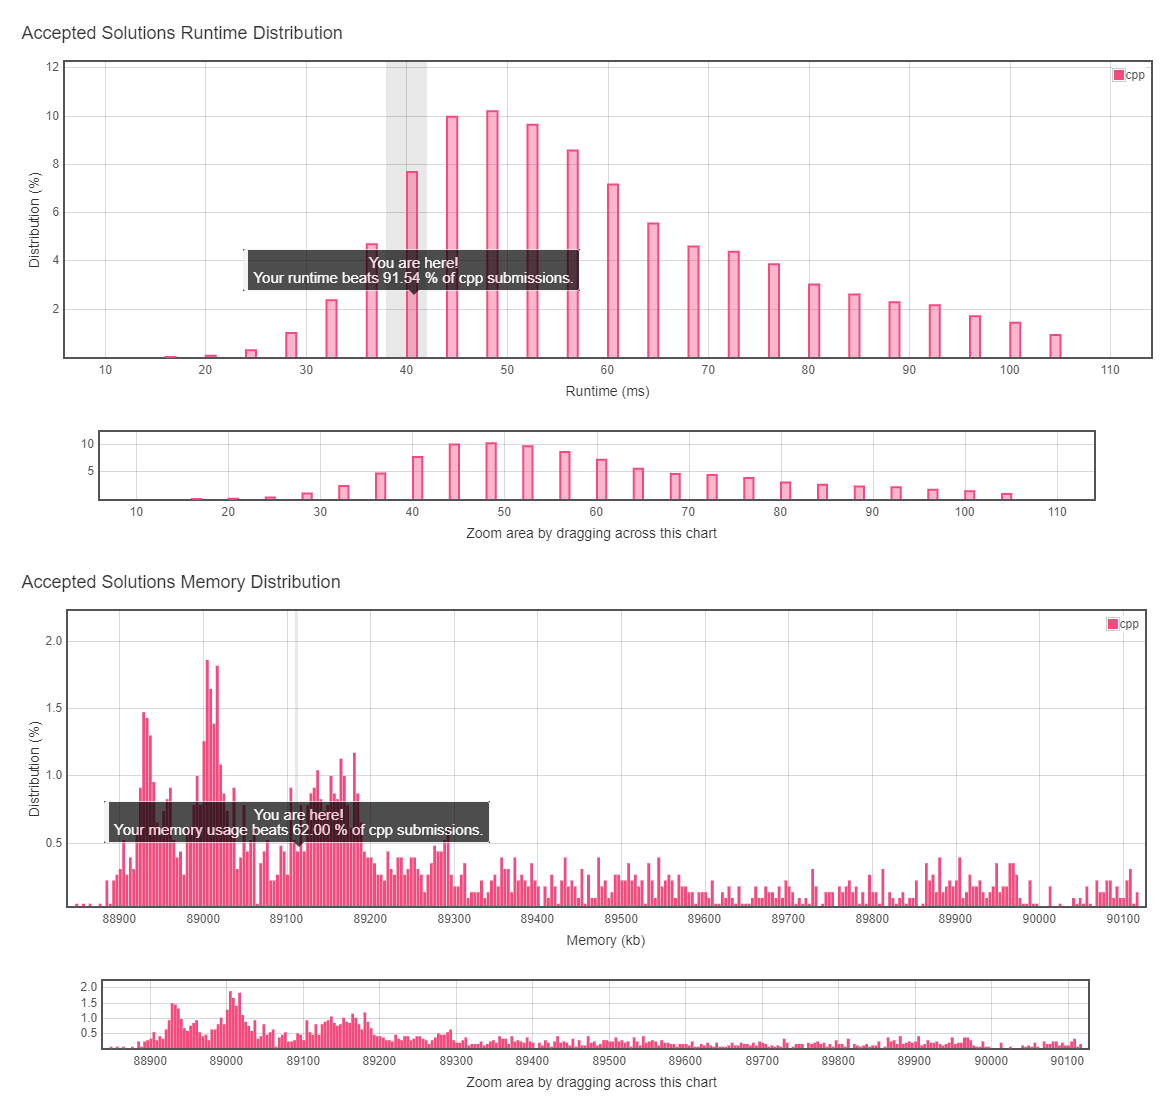 Accepted Solutions Runtime Distribution
12
10
8
6
4
2
Distribution (%)
cpp
You are here!
Your runtime beats 91.54 % of cpp submissions.
10 20 30 40 50 60 70 80 90 100 110
Runtime (ms)
10
5
10 20 30 40 50 60 70 80 90 100 110
Zoom area by dragging across this chart
Accepted Solutions Memory Distribution
2.0
1.5
1.0
0.5
Distribution (%)
cpp
You are here!
Your memory usage beats 62.00 % of cpp submissions.
88900 89000 89100 89200 89300 89400 89500 89600 89700 89800 89900 90000 90100
Memory (kb)
2.0
1.5
1.0
0.5
88900 89000 89100 89200 89300 89400 89500 89600 89700 89800 89900 90000 90100
Zoom area by dragging across this chart